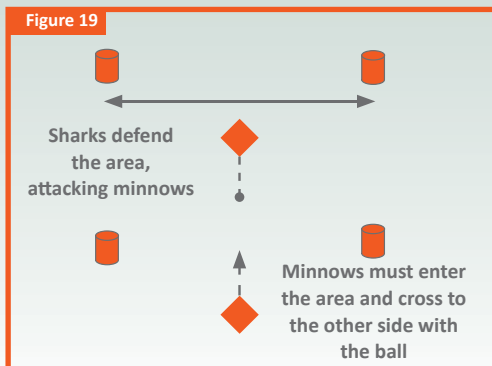 Figure 19
Sharks defend
the area,
attacking minnows
Minnows must enter
the area and cross to
the other side with
the ball